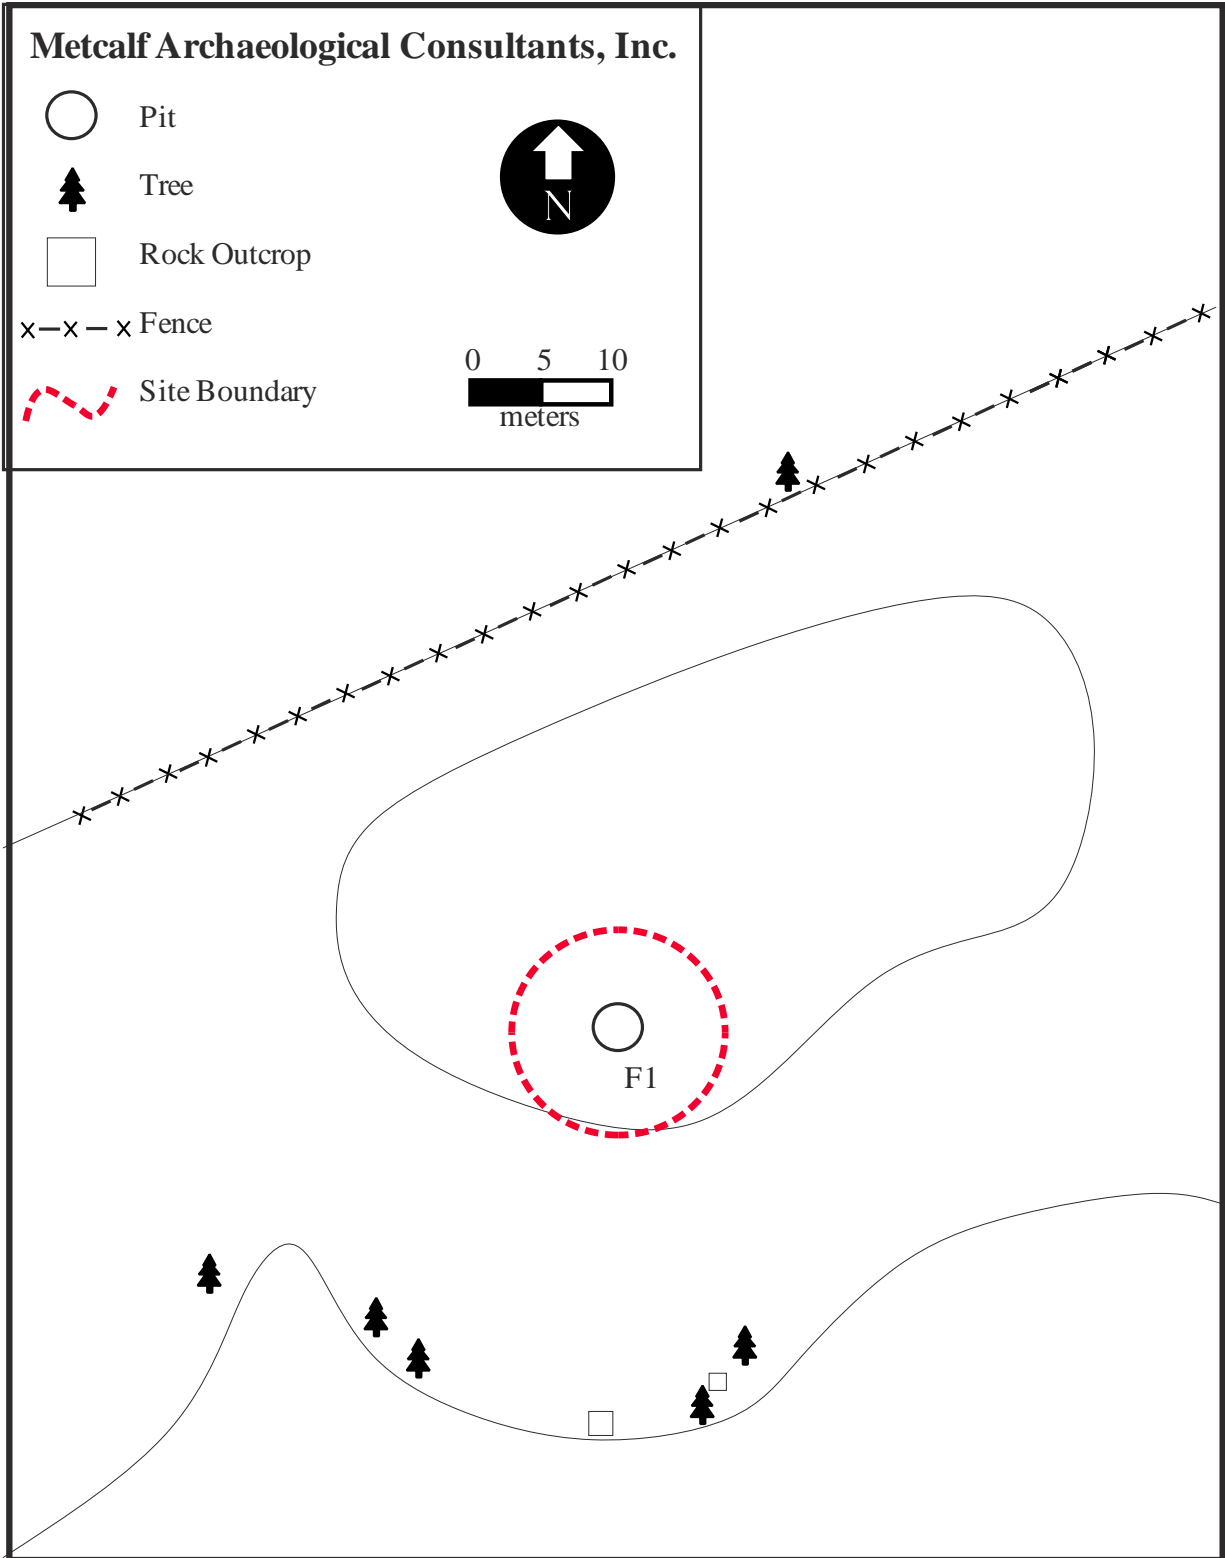 Metcalf Archaeological Consultants, Inc.
Pit
Tree
N
Rock Outcrop
Fence
0 5 10
Site Boundary
meters
F1